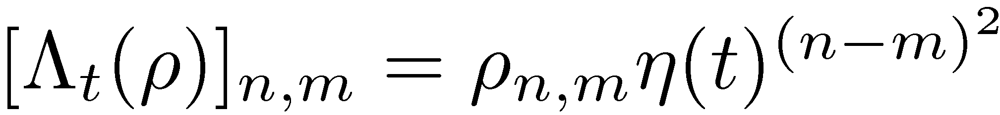 [Λ_t(ρ)]_{n,m} = ρ_{n,m} η(t)^{(n−m)^2}